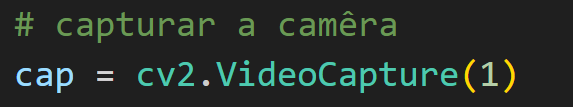 # capturar a camêra
cap = cv2.VideoCapture(1)